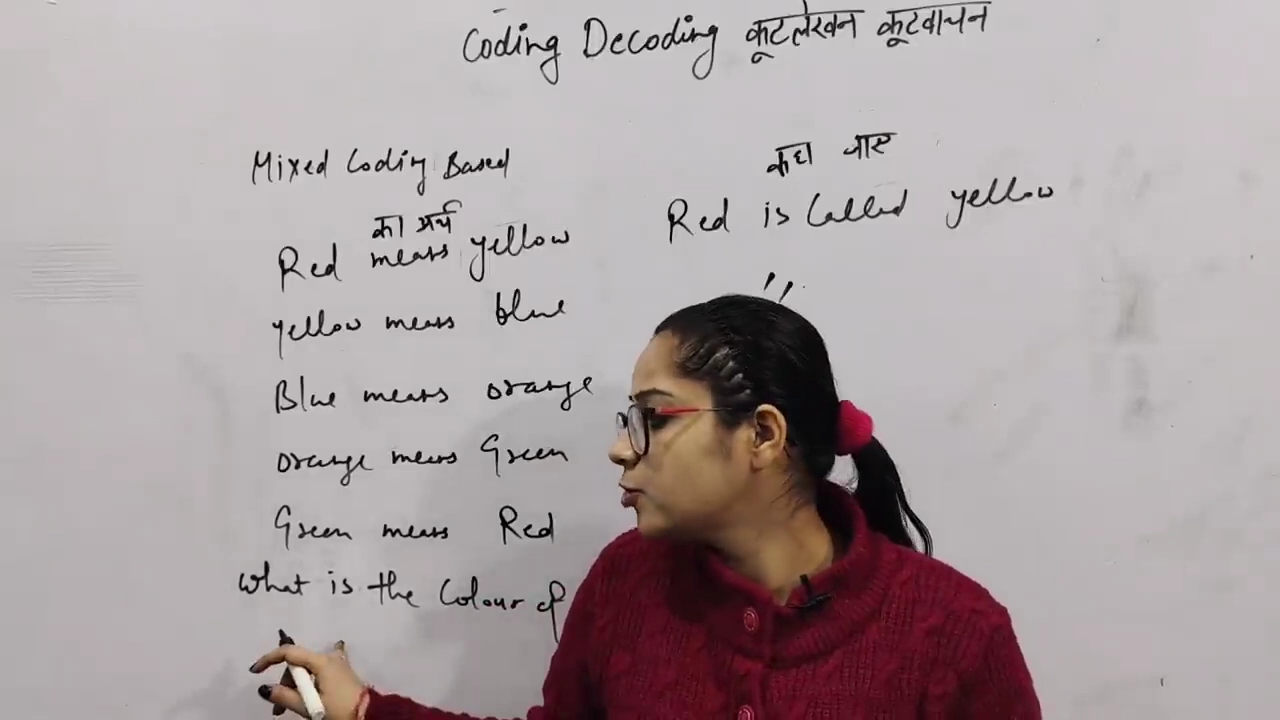 Coding Decoding कूटलेखन कूटवाचन
Mixed Coding Based
का अर्थ
Red means yellow
yellow means blue
Blue means orange
orange means Green
Green means Red
What is the Colour of
कहा जाए
Red is Called yellow
"